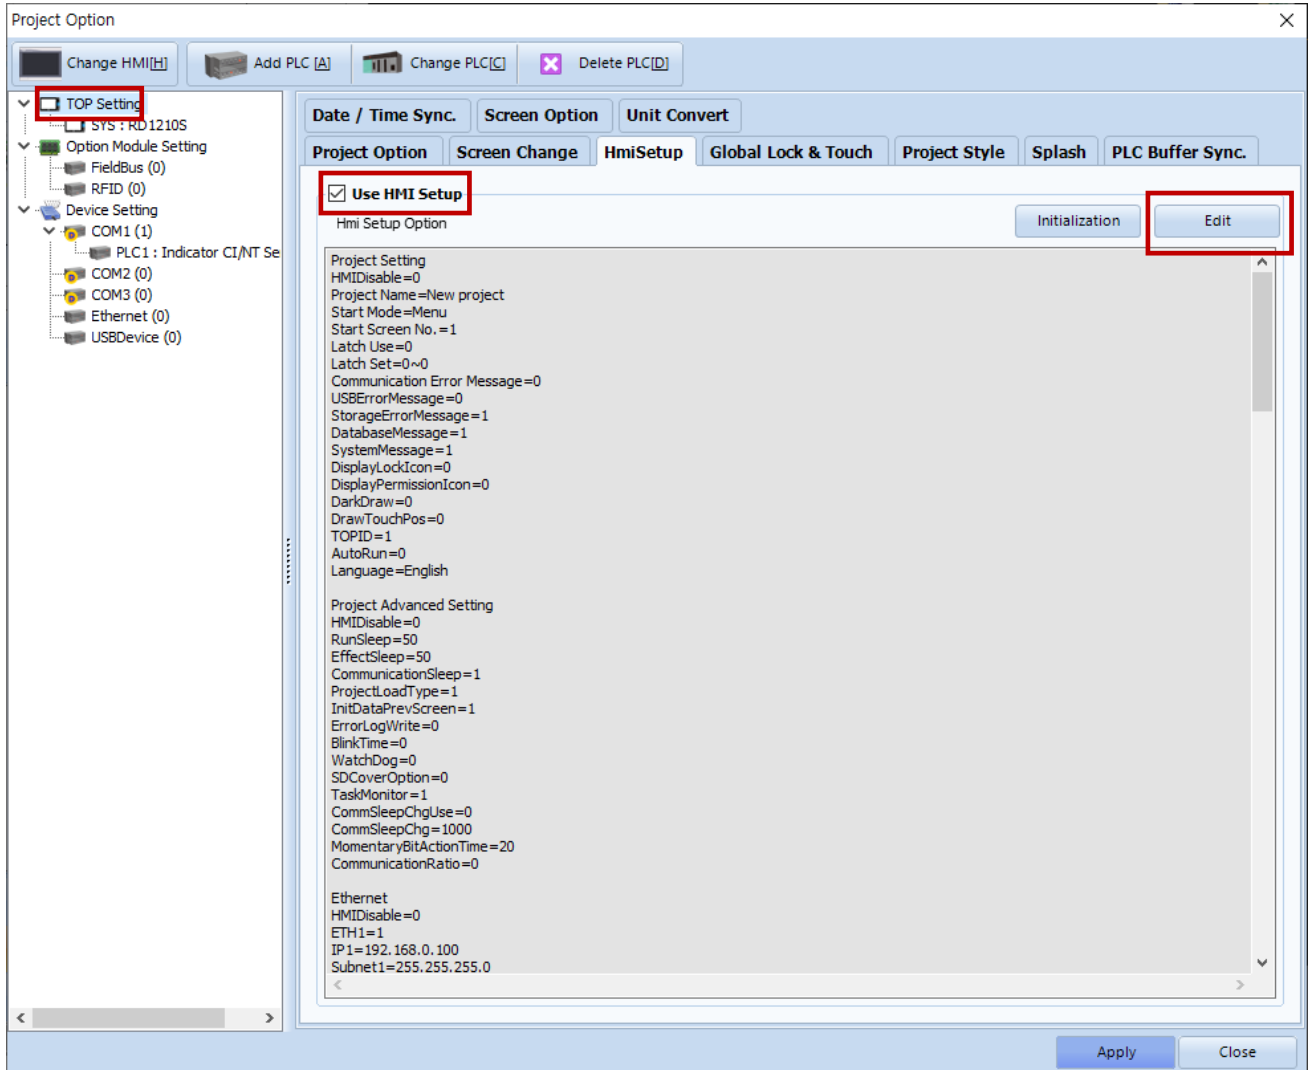 Project Option
Change HMI[H]
Add PLC [A]
Change PLC[C]
Delete PLC[D]
TOP Setting
SYS : RD1210S
Option Module Setting
FieldBus (0)
RFID (0)
Device Setting
COM1 (1)
PLC1 : Indicator CI/NT Se
COM2 (0)
COM3 (0)
Ethernet (0)
USBDevice (0)
Date / Time Sync.
Screen Option
Unit Convert
Project Option
Screen Change
HmiSetup
Global Lock & Touch
Project Style
Splash
PLC Buffer Sync.
Use HMI Setup
Hmi Setup Option
Initialization
Edit
Project Setting
HMIDisable=0
Project Name=New project
Start Mode=Menu
Start Screen No.=1
Latch Use=0
Latch Set=0~0
Communication Error Message=0
USBErrorMessage=0
StorageErrorMessage=1
DatabaseMessage=1
SystemMessage=1
DisplayLockIcon=0
DisplayPermissionIcon=0
DarkDraw=0
DrawTouchPos=0
TOPID=1
AutoRun=0
Language=English
Project Advanced Setting
HMIDisable=0
RunSleep=50
EffectSleep=50
CommunicationSleep=1
ProjectLoadType=1
InitDataPrevScreen=1
ErrorLogWrite=0
BlinkTime=0
WatchDog=0
SDCoverOption=0
TaskMonitor=1
CommSleepChgUse=0
CommSleepChg=1000
MomentaryBitActionTime=20
CommunicationRatio=0
Ethernet
HMIDisable=0
ETH1=1
IP1=192.168.0.100
Subnet1=255.255.255.0
Apply
Close